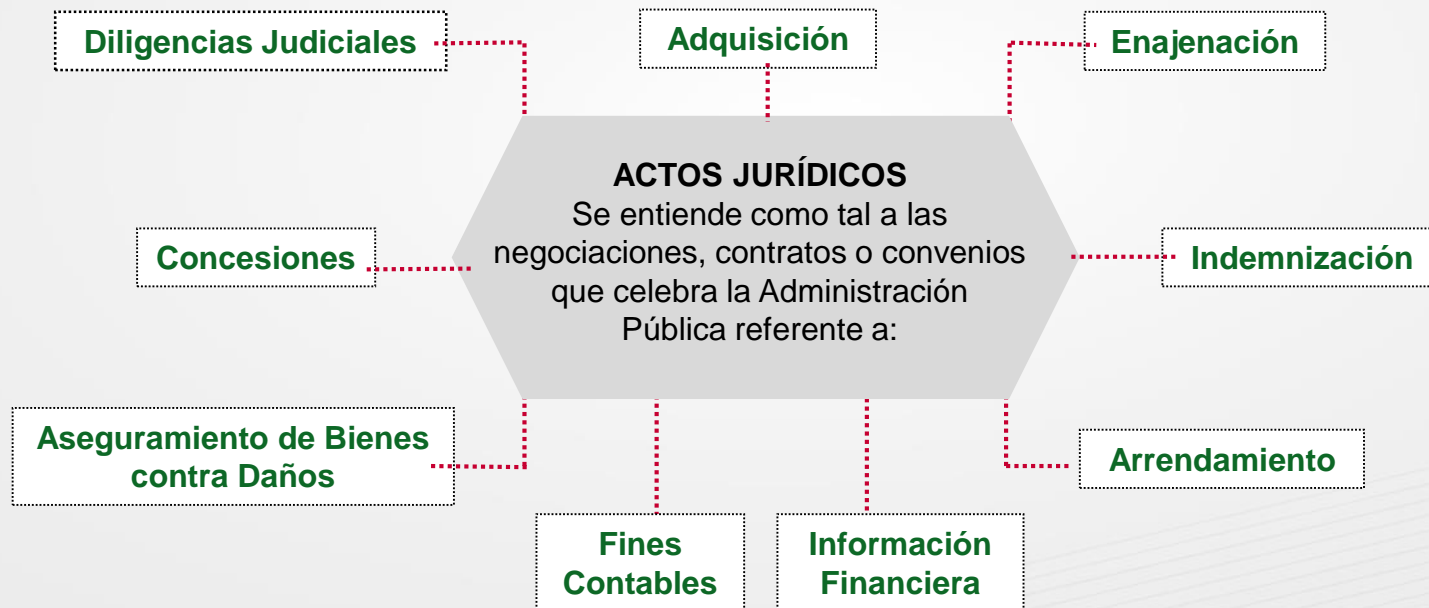 Diligencias Judiciales
Adquisición
Enajenación
ACTOS JURÍDICOS
Se entiende como tal a las
negociaciones, contratos o convenios
que celebra la Administración
Pública referente a:
Concesiones
Indemnización
Aseguramiento de Bienes
contra Daños
Arrendamiento
Fines
Contables
Información
Financiera